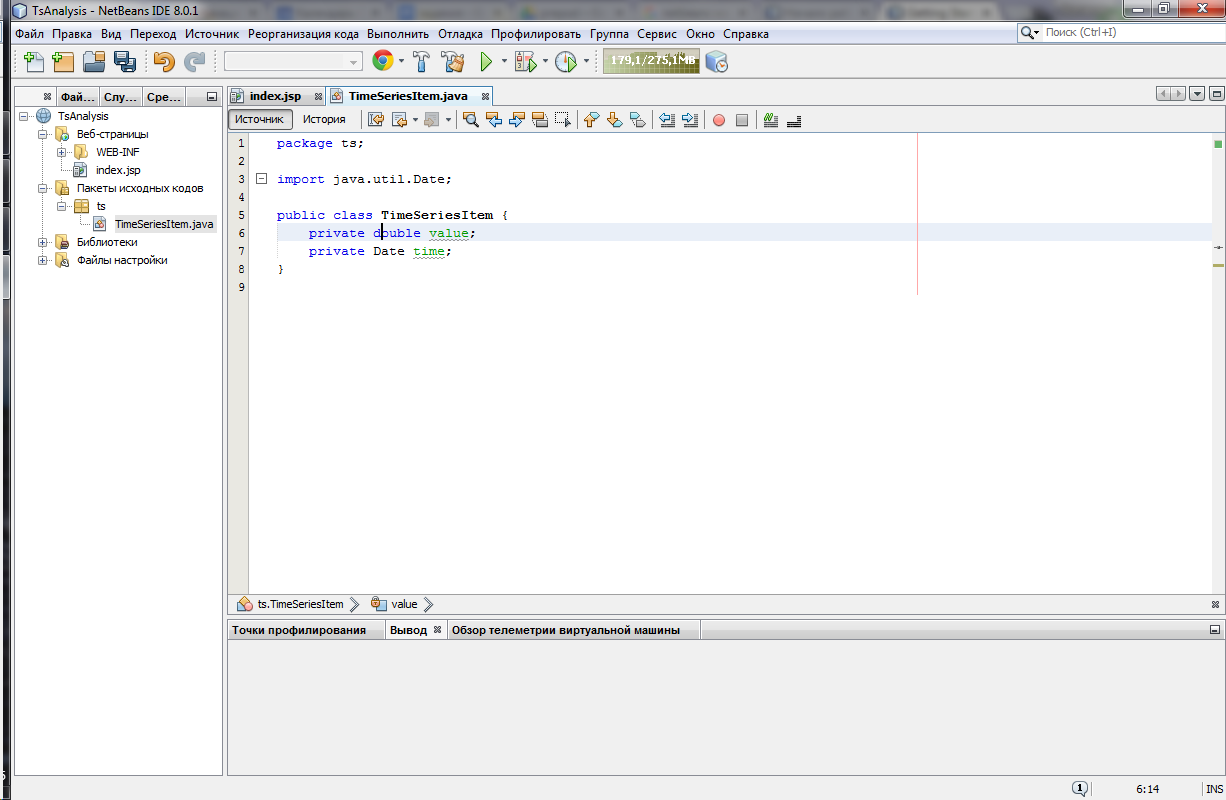 TsAnalysis - NetBeans IDE 8.0.1
Файл Правка Вид Переход Источник Реорганизация кода Выполнить Отладка Профилировать Группа Сервис Окно Справка
Поиск (Ctrl+I)
179,1/275,1МВ
Фай... Слу... Сре...
index.jsp TimeSeriesItem.java
Источник История
TsAnalysis
Веб-страницы
WEB-INF
index.jsp
Пакеты исходных кодов
ts
TimeSeriesItem.java
Библиотеки
Файлы настройки
1 package ts;
2
3 import java.util.Date;
4
5 public class TimeSeriesItem {
6 private double value;
7 private Date time;
8 }
9
ts.TimeSeriesItem value
Точки профилирования Вывод Обзор телеметрии виртуальной машины
1 6:14 INS